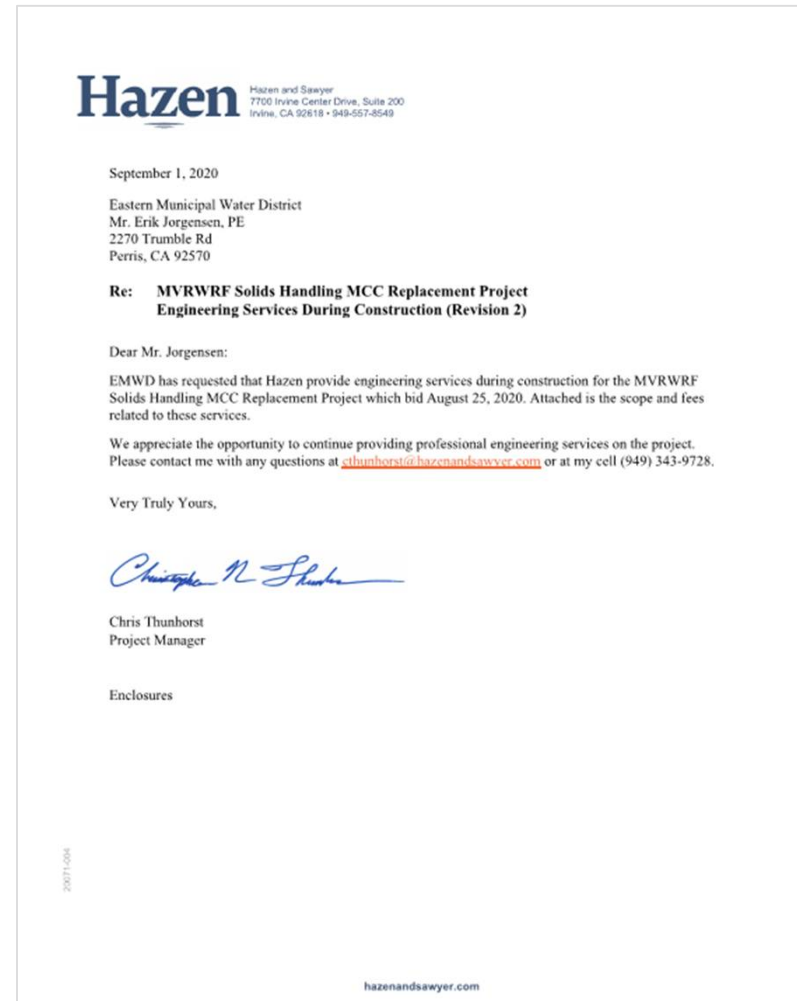 Hazen
Hazen and Sawyer
7700 Irvine Center Drive, Suite 200
Irvine, CA 92618 • 949-557-8549
September 1, 2020
Eastern Municipal Water District
Mr. Erik Jorgensen, PE
2270 Trumble Rd
Perris, CA 92570
Re: MVRWRF Solids Handling MCC Replacement Project
Engineering Services During Construction (Revision 2)
Dear Mr. Jorgensen:
EMWD has requested that Hazen provide engineering services during construction for the MVRWRF
Solids Handling MCC Replacement Project which bid August 25, 2020. Attached is the scope and fees
related to these services.
We appreciate the opportunity to continue providing professional engineering services on the project.
Please contact me with any questions at cthunhorst@hazenandsawyer.com or at my cell (949) 343-9728.
Very Truly Yours,
Christopher N
Chris Thunhorst
Project Manager
Enclosures
20071-004
hazenandsawyer.com